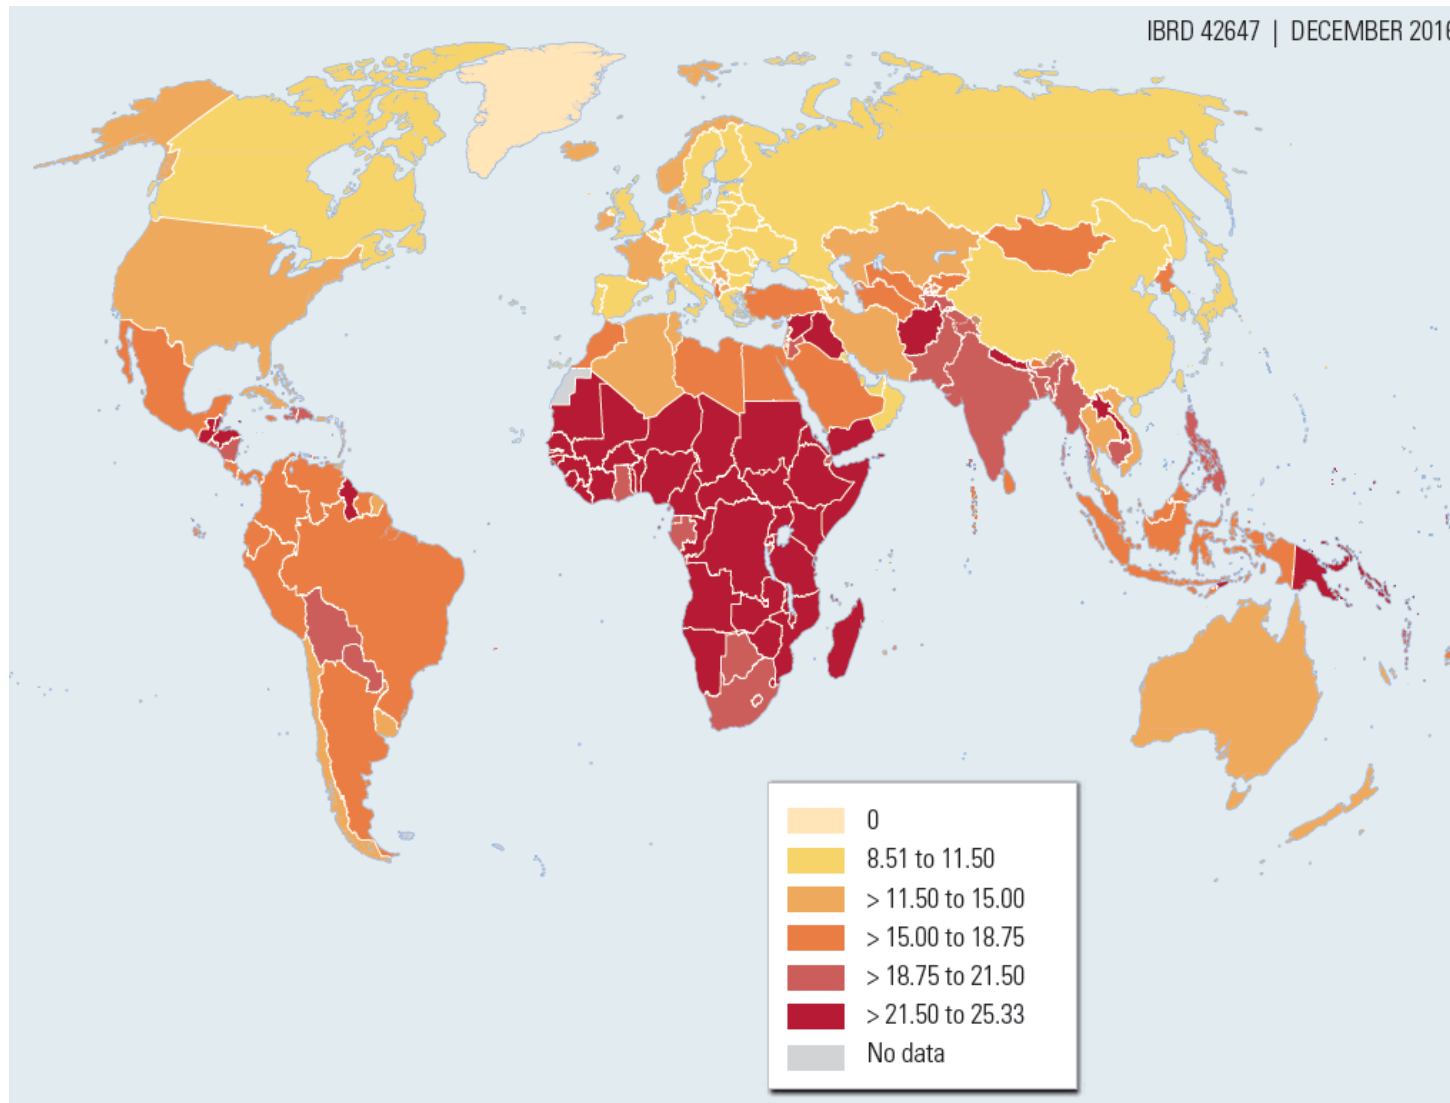 IBRD 42647 | DECEMBER 2016
0
8.51 to 11.50
> 11.50 to 15.00
> 15.00 to 18.75
> 18.75 to 21.50
> 21.50 to 25.33
No data